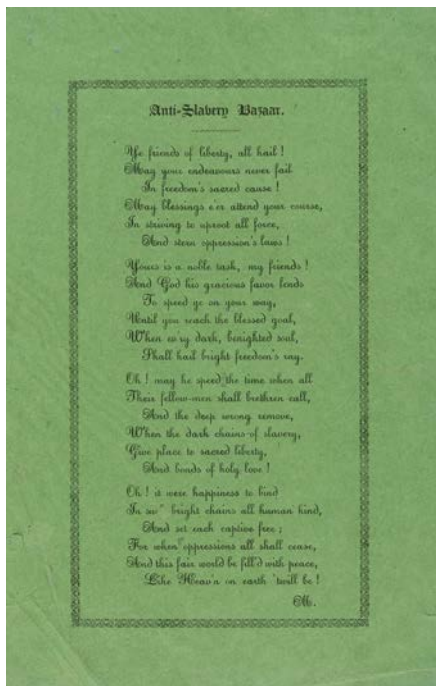 Anti-Slavery Bazaar.
Ye friends of liberty, all hail!
May your endeavours never fail
In freedom's sacred cause!
May blessings e'er attend your course,
In striving to uproot all force,
And stern oppression's laws!
Yours is a noble task, my friends!
And God his gracious favor lends
To speed ye on your way,
Until you reach the blessed goal,
When ev'ry dark, benighted soul,
Shall hail bright freedom's ray.
Oh! may he speed the time when all
Their fellow-men shall brethren call,
And the deep wrong remove,
When the dark chains of slavery,
Give place to sacred liberty,
And bonds of holy love!
Oh! it were happiness to bind
In such bright chains all human kind,
And set each captive free;
For when oppressions all shall cease,
And this fair world be fill'd with peace,
Like Heav'n on earth 'twill be!
M.